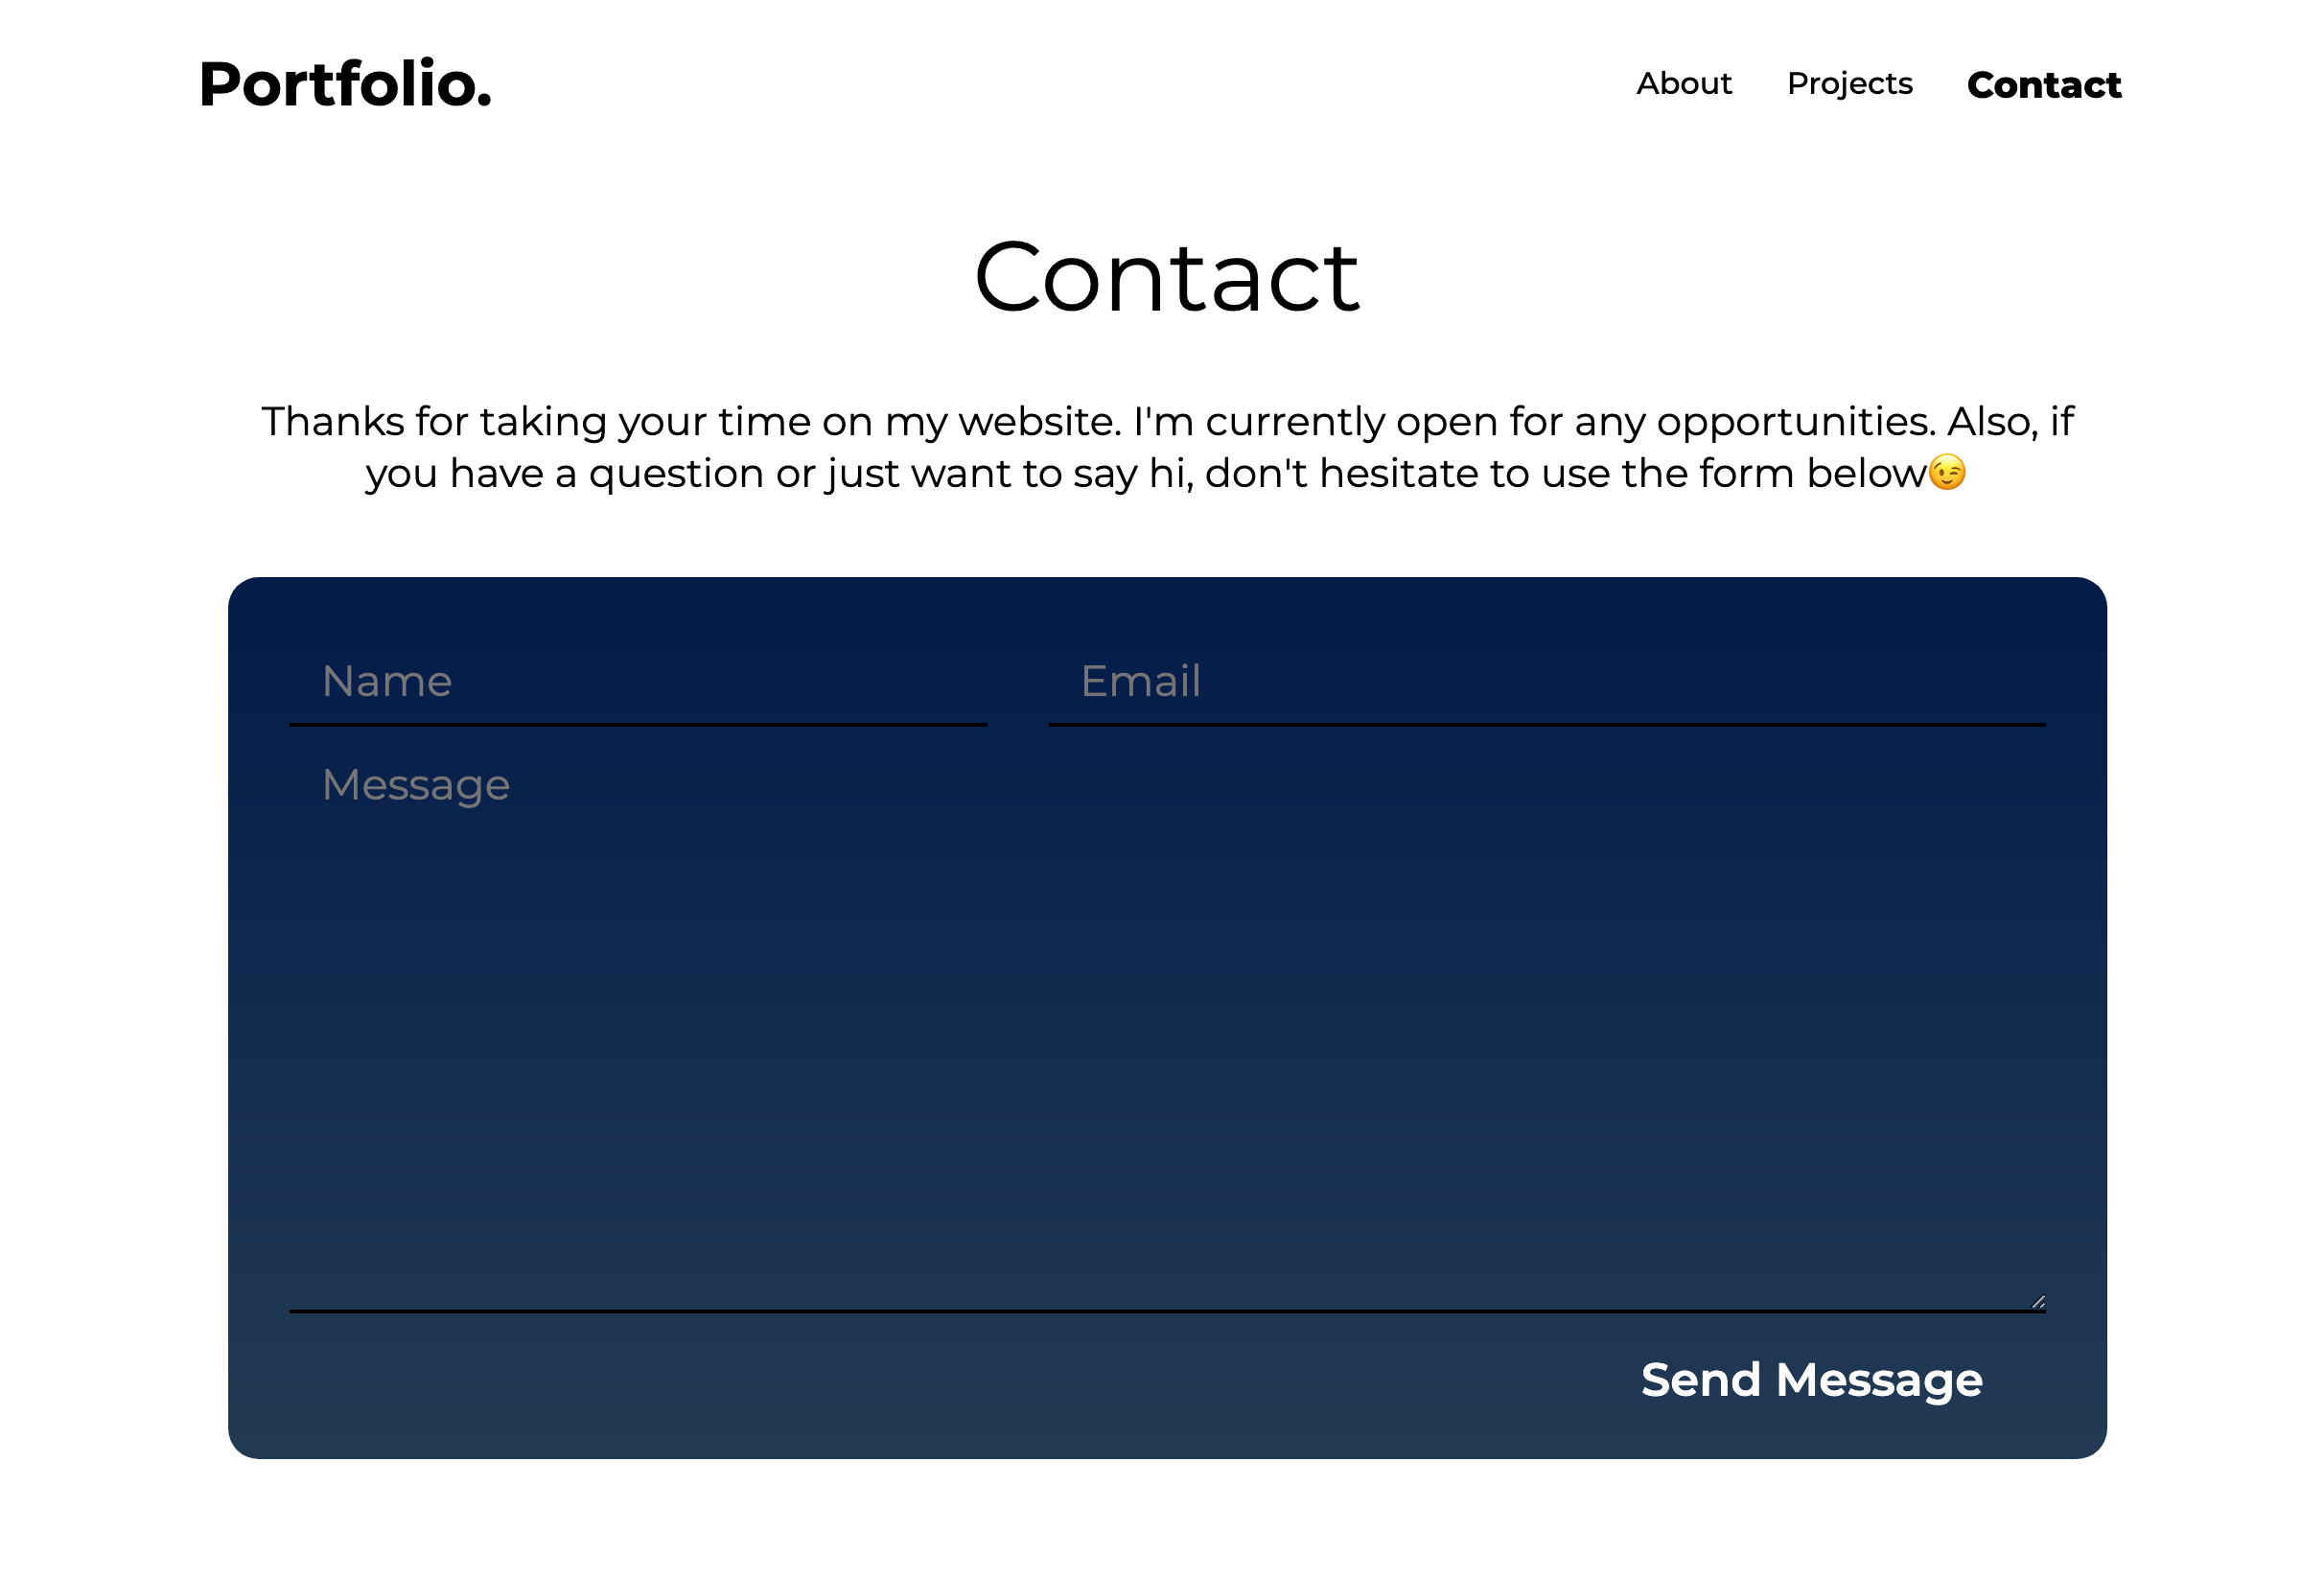 Portfolio.
About Projects Contact
Contact
Thanks for taking your time on my website. I'm currently open for any opportunities. Also, if
you have a question or just want to say hi, don't hesitate to use the form below😉
Name Email
Message
Send Message